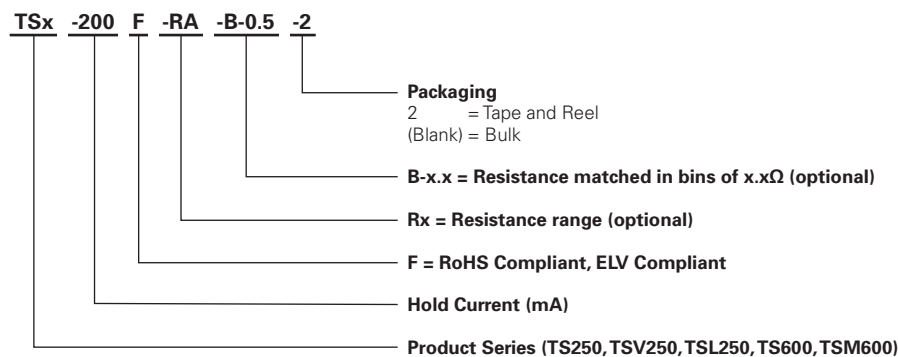 TSx -200 F -RA -B-0.5 -2
Packaging
2 = Tape and Reel
(Blank) = Bulk
B-x.x = Resistance matched in bins of x.xΩ (optional)
Rx = Resistance range (optional)
F = RoHS Compliant, ELV Compliant
Hold Current (mA)
Product Series (TS250, TSV250, TSL250, TS600, TSM600)